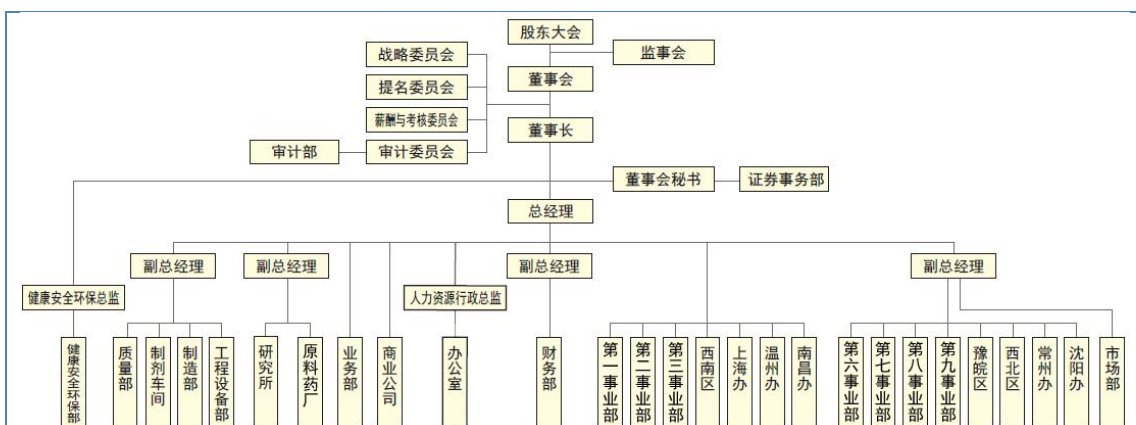 股东大会
监事会
战略委员会
提名委员会
董事会
薪酬与考核委员会
董事长
审计部
审计委员会
董事会秘书
证券事务部
总经理
副总经理
副总经理
副总经理
副总经理
健康安全环保总监
人力资源行政总监
健康安全环保部
质量部
制剂车间
制造部
工程设备部
研究所
原料药厂
业务部
商业公司
办公室
财务部
第一事业部
第二事业部
第三事业部
西南区
上海办
温州办
南昌办
第六事业部
第七事业部
第八事业部
第九事业部
豫皖区
西北区
常州办
沈阳办
市场部